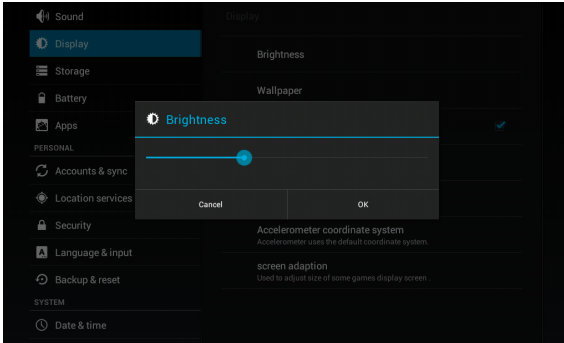 Sound
Display
Display
Storage
Battery
Apps
PERSONAL
Accounts & sync
Location services
Security
Language & input
Backup & reset
SYSTEM
Date & time
Brightness
Wallpaper
Brightness
Cancel
OK
Accelerometer coordinate system
Accelerometer uses the default coordinate system.
screen adaption
Used to adjust size of some games display screen .